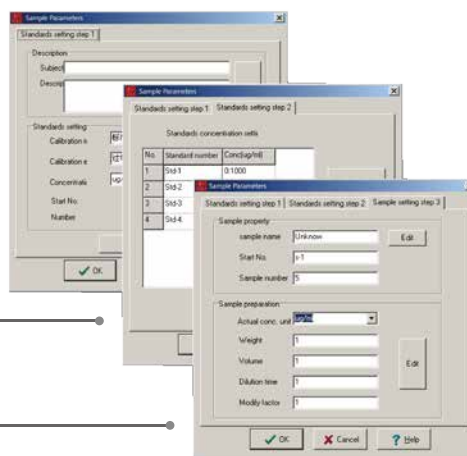 Sample Parameters
Standards setting step 1
Description
Subject
Descrip
Standards setting
Calibration
Calibration
Start No.
Number
OK
Sample Parameters
Standards setting step 1 Standards setting step 2
Standards concentration setts
No. Standard number Conc(ug/ml)
1 Std-1 0.1000
2 Std-2
3 Std-3
4 Std-4
Sample Parameters
Standards setting step 1 Standards setting step 2 Sample setting step 3
Sample property
sample name Unknow Edit
Start No. s-1
Sample number 5
Sample preparation
Actual conc. unit ug/ml
Weight 1
Volume 1
Edit
Dilution time 1
Modify factor 1
OK Cancel Help